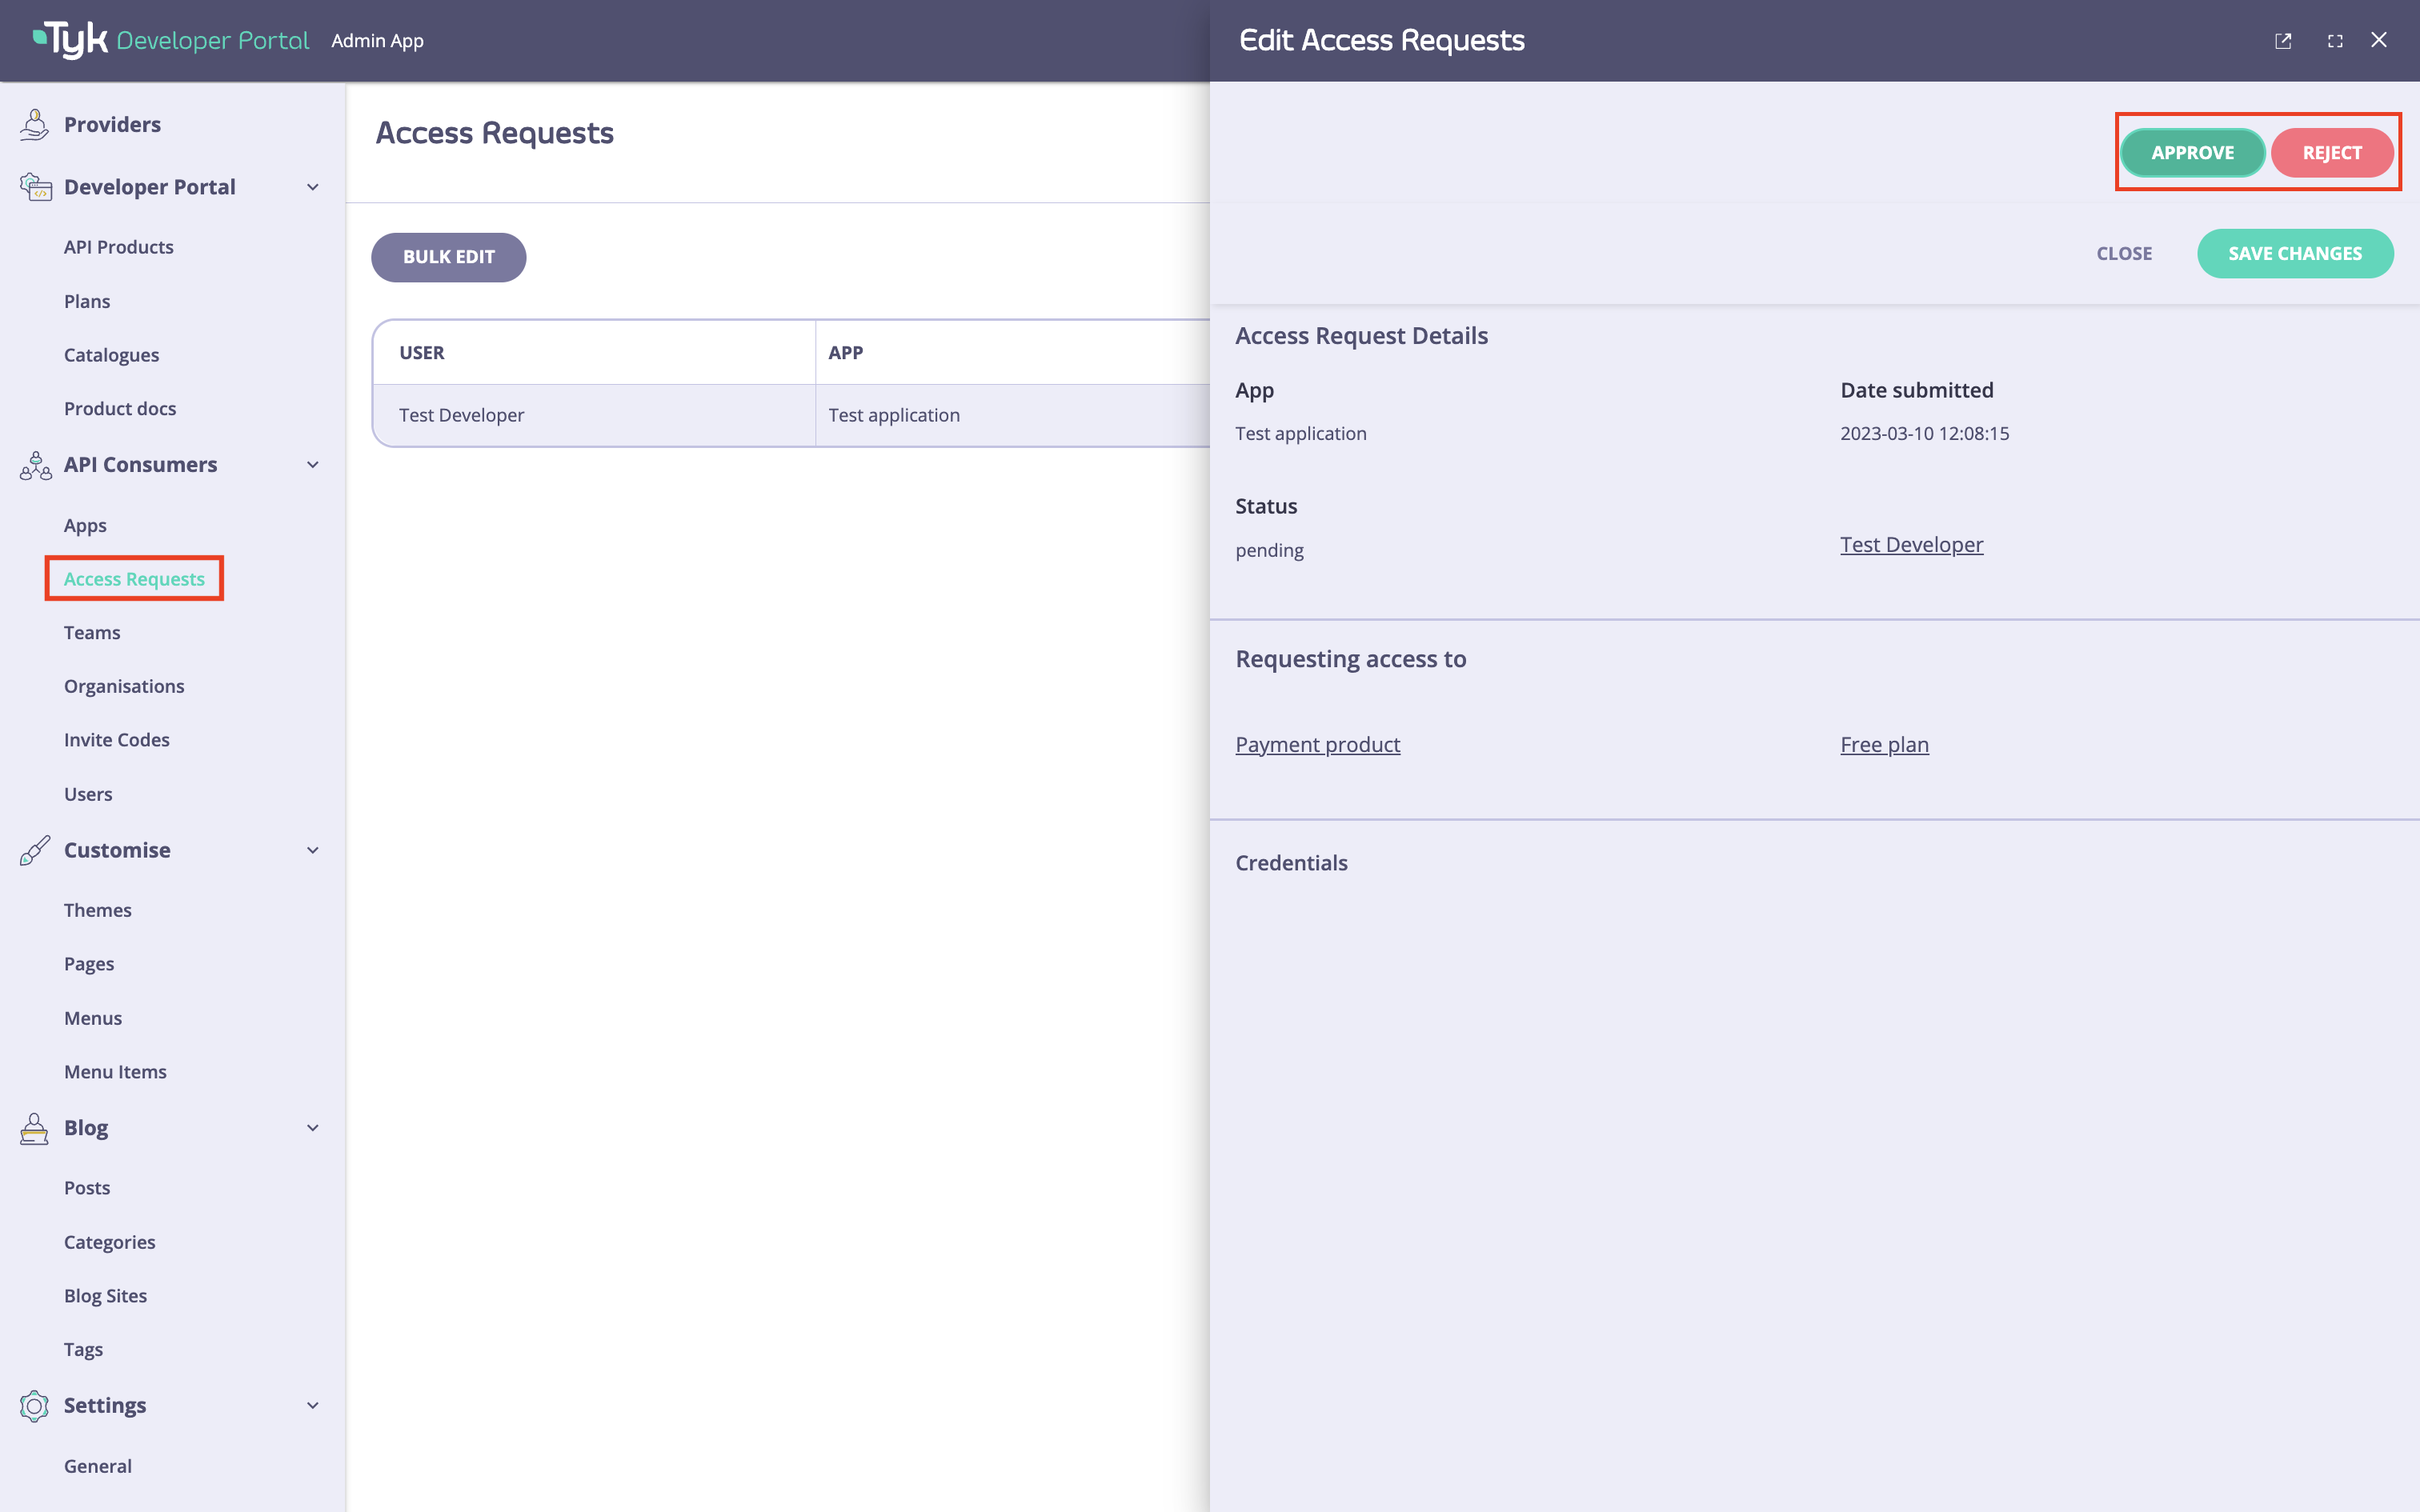 Tyk Developer Portal Admin App
Edit Access Requests
Providers
Developer Portal
API Products
Plans
Catalogues
Product docs
API Consumers
Apps
Access Requests
Teams
Organisations
Invite Codes
Users
Customise
Themes
Pages
Menus
Menu Items
Blog
Posts
Categories
Blog Sites
Tags
Settings
General
Access Requests
BULK EDIT
USER APP
Test Developer Test application
APPROVE REJECT
CLOSE SAVE CHANGES
Access Request Details
App Date submitted
Test application 2023-03-10 12:08:15
Status
pending Test Developer
Requesting access to
Payment product Free plan
Credentials